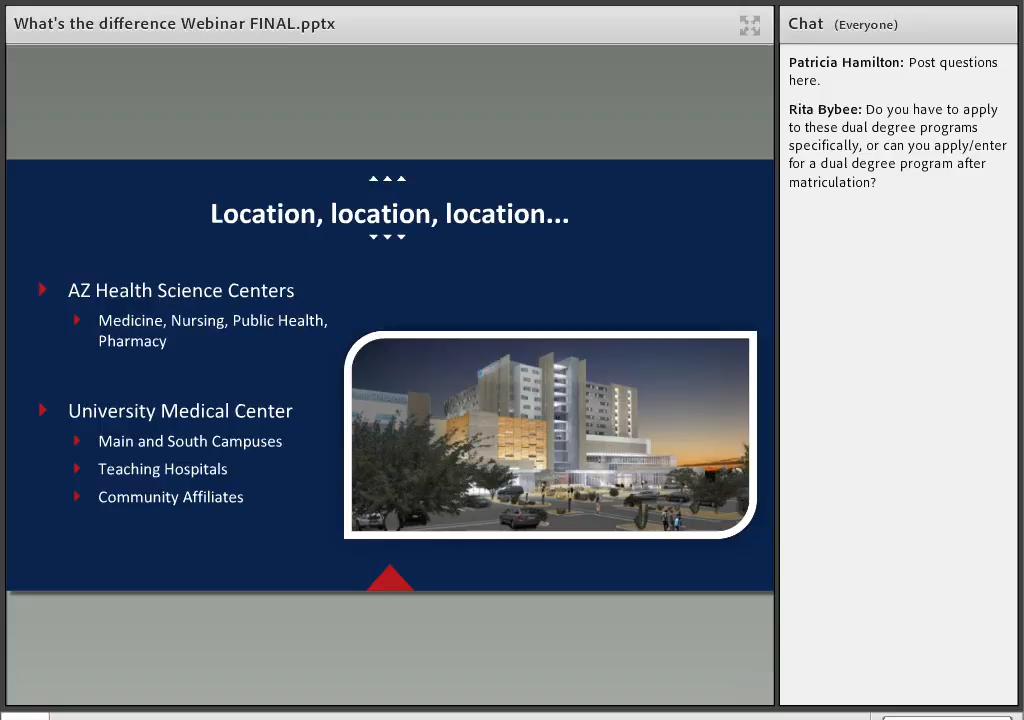 What's the difference Webinar FINAL.pptx
Location, location, location...
AZ Health Science Centers
Medicine, Nursing, Public Health,
Pharmacy
University Medical Center
Main and South Campuses
Teaching Hospitals
Community Affiliates
Chat (Everyone)
Patricia Hamilton: Post questions
here.
Rita Bybee: Do you have to apply
to these dual degree programs
specifically, or can you apply/enter
for a dual degree program after
matriculation?